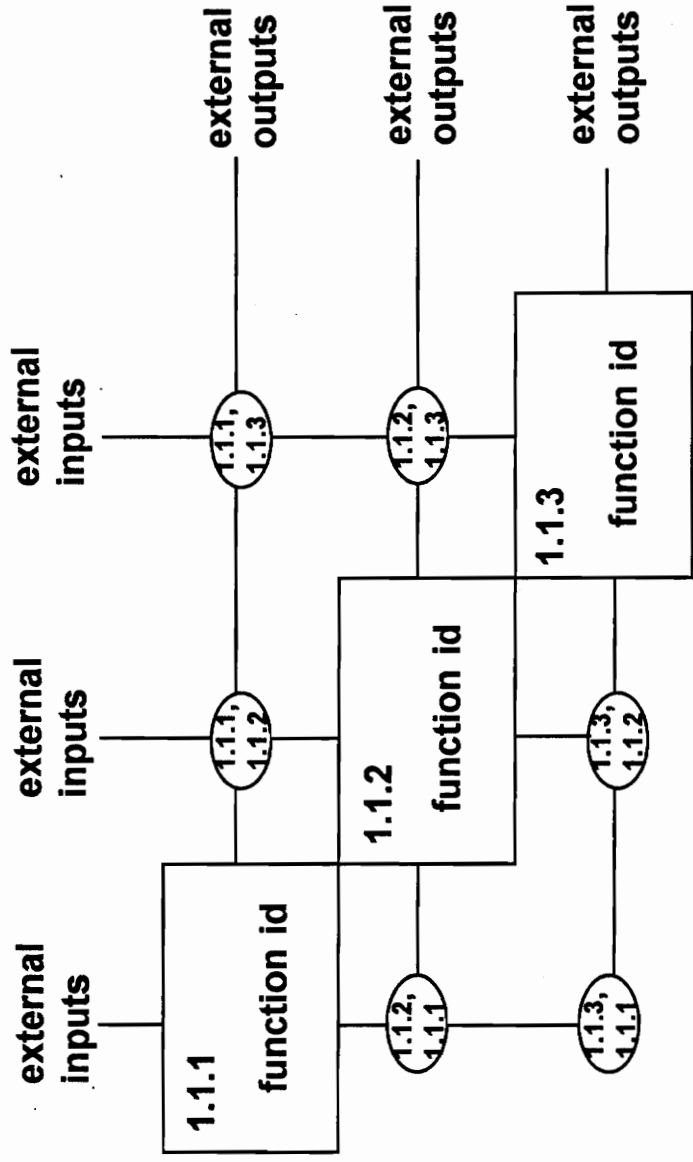 external
inputs
external
inputs
external
inputs
1.1.1
function id
1.1.1,
1.1.2
1.1.1,
1.1.3
external
outputs
1.1.2,
1.1.1
1.1.2
function id
1.1.2,
1.1.3
external
outputs
1.1.3,
1.1.1
1.1.3,
1.1.2
1.1.3
function id
external
outputs